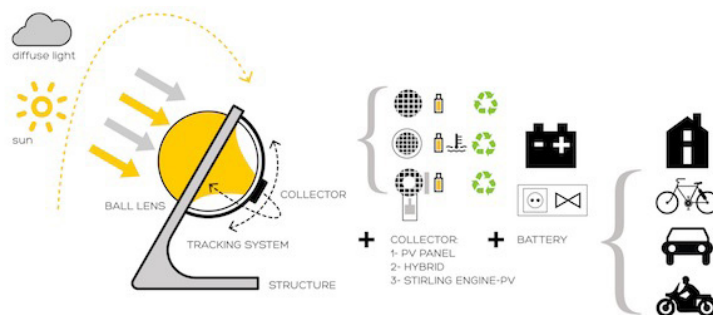 diffuse light
sun
BALL LENS
COLLECTOR
TRACKING SYSTEM
STRUCTURE
+
COLLECTOR:
1- PV PANEL
2- HYBRID
3- STIRLING ENGINE-PV
+
BATTERY